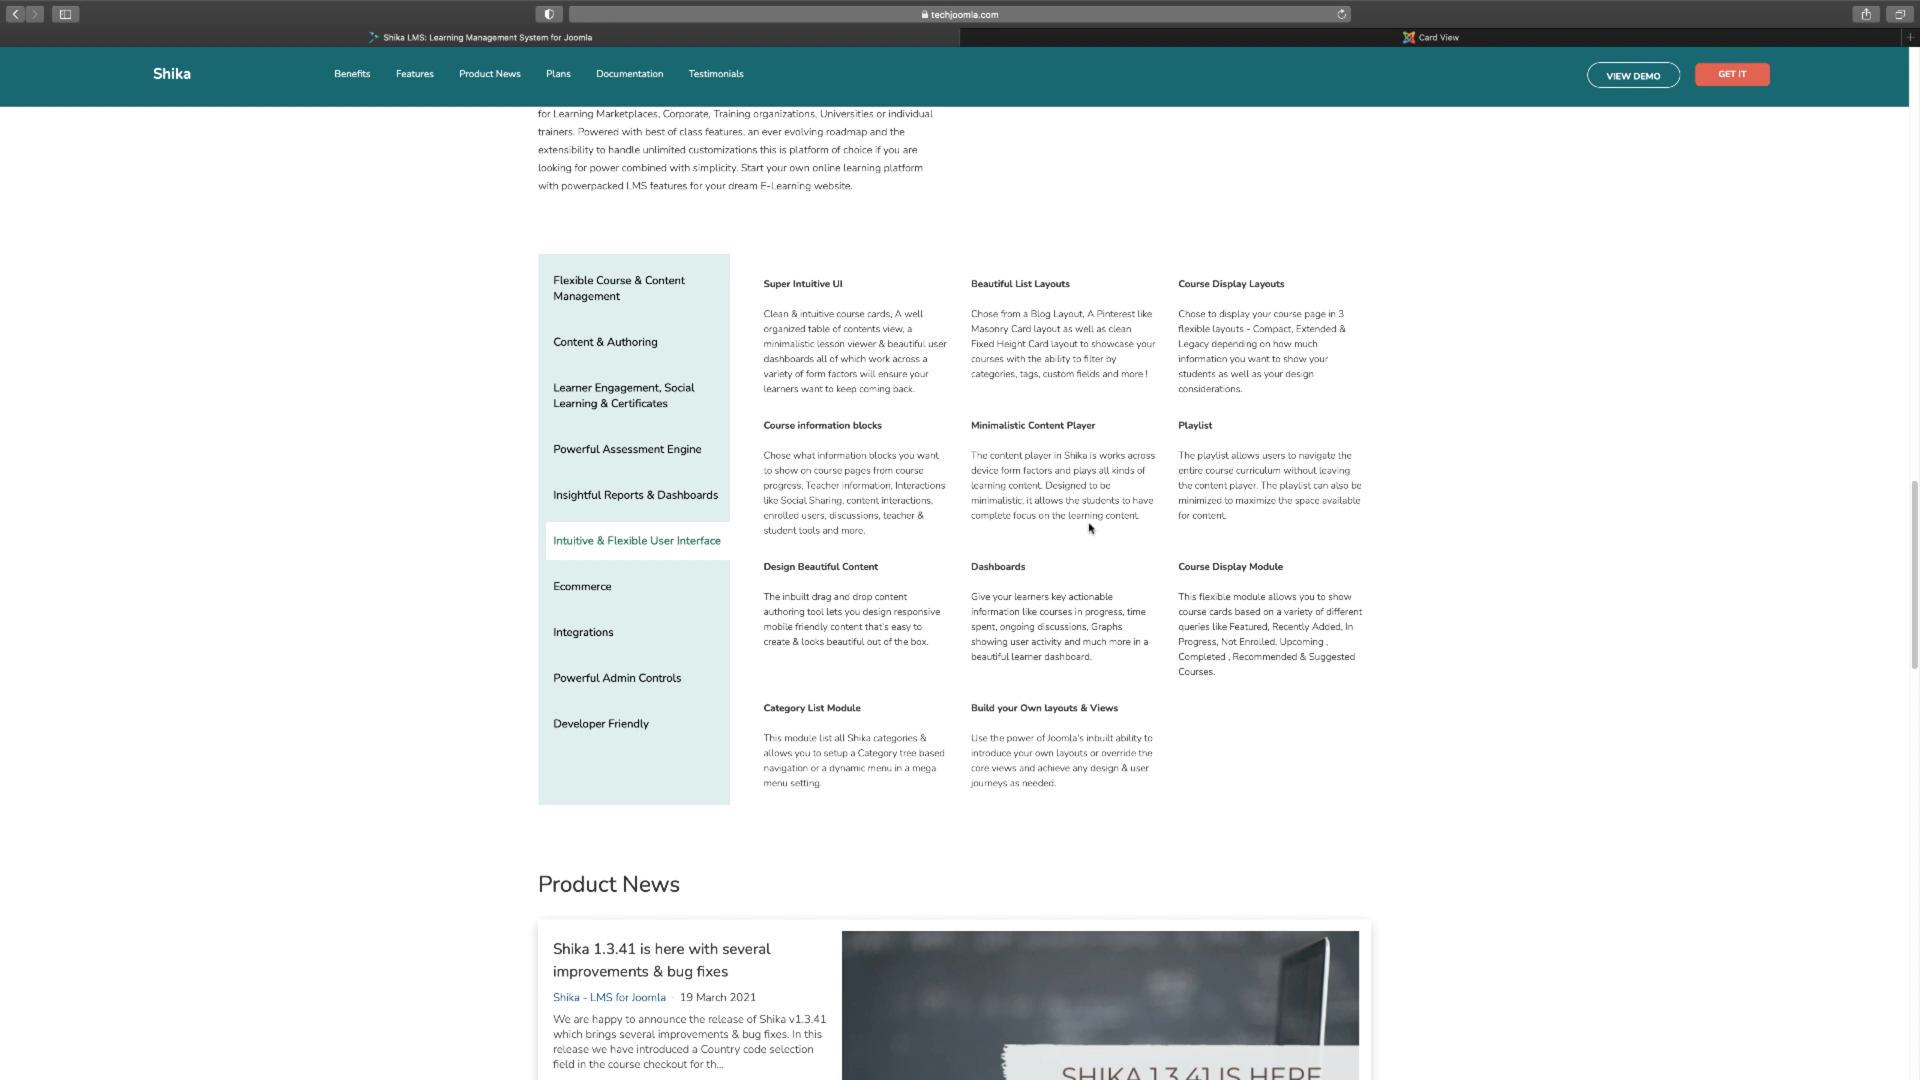 techjoomla.com
Shika LMS: Learning Management System for Joomla
Card View
Shika
Benefits
Features
Product News
Plans
Documentation
Testimonials
VIEW DEMO
GET IT
for Learning Marketplaces, Corporate, Training organizations, Universities or individual
trainers. Powered with best of class features, an ever evolving roadmap and the
extensibility to handle unlimited customizations this is platform of choice if you are
looking for power combined with simplicity. Start your own online learning platform
with powerpacked LMS features for your dream E-Learning website.
Flexible Course & Content
Management
Content & Authoring
Learner Engagement, Social
Learning & Certificates
Powerful Assessment Engine
Insightful Reports & Dashboards
Intuitive & Flexible User Interface
Ecommerce
Integrations
Powerful Admin Controls
Developer Friendly
Super Intuitive UI
Clean & intuitive course cards, A well
organized table of contents view, a
minimalistic lesson viewer & beautiful user
dashboards all of which work across a
variety of form factors will ensure your
learners want to keep coming back.
Beautiful List Layouts
Chose from a Blog Layout, A Pinterest like
Masonry Card layout as well as clean
Fixed Height Card layout to showcase your
courses with the ability to filter by
categories, tags, custom fields and more !
Course Display Layouts
Chose to display your course page in 3
flexible layouts - Compact, Extended &
Legacy depending on how much
information you want to show your
students as well as your design
considerations.
Course information blocks
Chose what information blocks you want
to show on course pages from course
progress, Teacher information, Interactions
like Social Sharing, content interactions,
enrolled users, discussions, teacher &
student tools and more.
Minimalistic Content Player
The content player in Shika is works across
device form factors and plays all kinds of
learning content. Designed to be
minimalistic, it allows the students to have
complete focus on the learning content.
Playlist
The playlist allows users to navigate the
entire course curriculum without leaving
the content player. The playlist can also be
minimized to maximize the space available
for content.
Design Beautiful Content
The inbuilt drag and drop content
authoring tool lets you design responsive
mobile friendly content that's easy to
create & looks beautiful out of the box.
Dashboards
Give your learners key actionable
information like courses in progress, time
spent, ongoing discussions, Graphs
showing user activity and much more in a
beautiful learner dashboard.
Course Display Module
This flexible module allows you to show
course cards based on a variety of different
queries like Featured, Recently Added, In
Progress, Not Enrolled, Upcoming ,
Completed , Recommended & Suggested
Courses.
Category List Module
This module list all Shika categories &
allows you to setup a Category tree based
navigation or a dynamic menu in a mega
menu setting.
Build your Own layouts & Views
Use the power of Joomla's inbuilt ability to
introduce your own layouts or override the
core views and achieve any design & user
journeys as needed.
Product News
Shika 1.3.41 is here with several
improvements & bug fixes
Shika - LMS for Joomla - 19 March 2021
We are happy to announce the release of Shika v1.3.41
which brings several improvements & bug fixes. In this
release we have introduced a Country code selection
field in the course checkout for th...
SHIKA 1.3.41 IS HERE